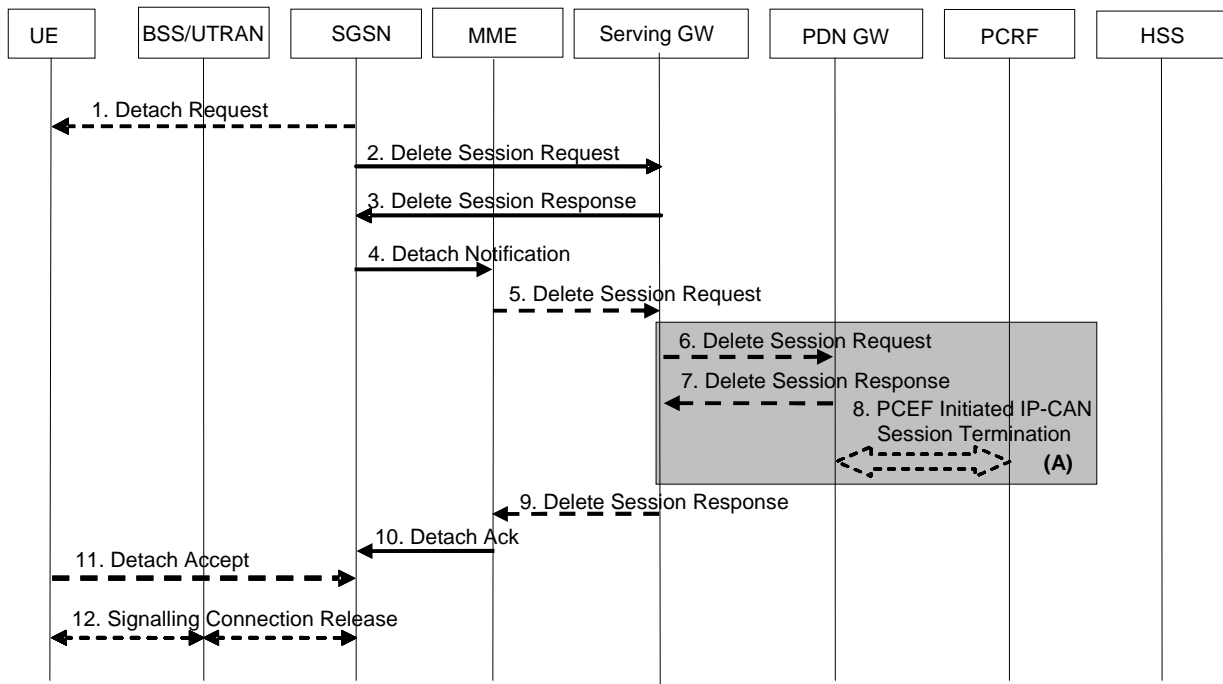 UE
BSS/UTRAN
SGSN
MME
Serving GW
PDN GW
PCRF
HSS
1. Detach Request
2. Delete Session Request
3. Delete Session Response
4. Detach Notification
5. Delete Session Request
6. Delete Session Request
7. Delete Session Response
8. PCEF Initiated IP-CAN
Session Termination
(A)
9. Delete Session Response
10. Detach Ack
11. Detach Accept
12. Signalling Connection Release